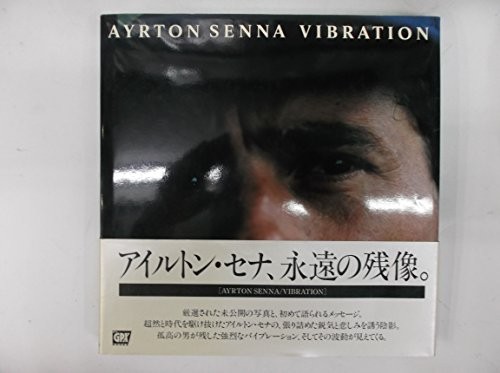 AYRTON SENNA VIBRATION
アイルトン・セナ、永遠の残像。
[AYRTON SENNA/VIBRATION]
厳選された未公開の写真と、初めて語られるメッセージ。
超然と時代を駆け抜けたアイルトン・セナの、張り詰めた鋭気と悲しみを誘う陰影。
孤高の男が残した強烈なバイブレーション、そしてその波動が見えてくる。
GPX